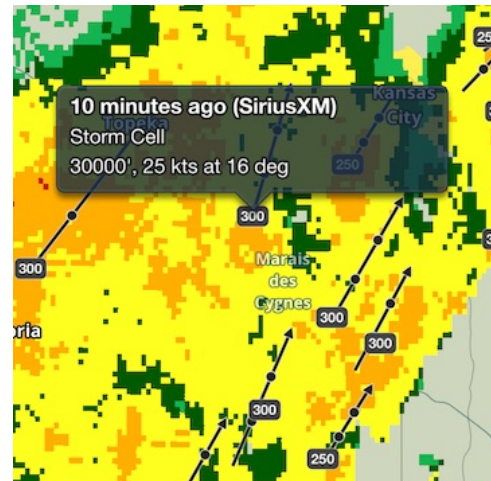 25
10 minutes ago (SiriusXM)
Storm Cell
30000', 25 kts at 16 deg
Topeka
Kansas
City
250
300
300
Marais
des
Cygnes
oria
300
300
300
250